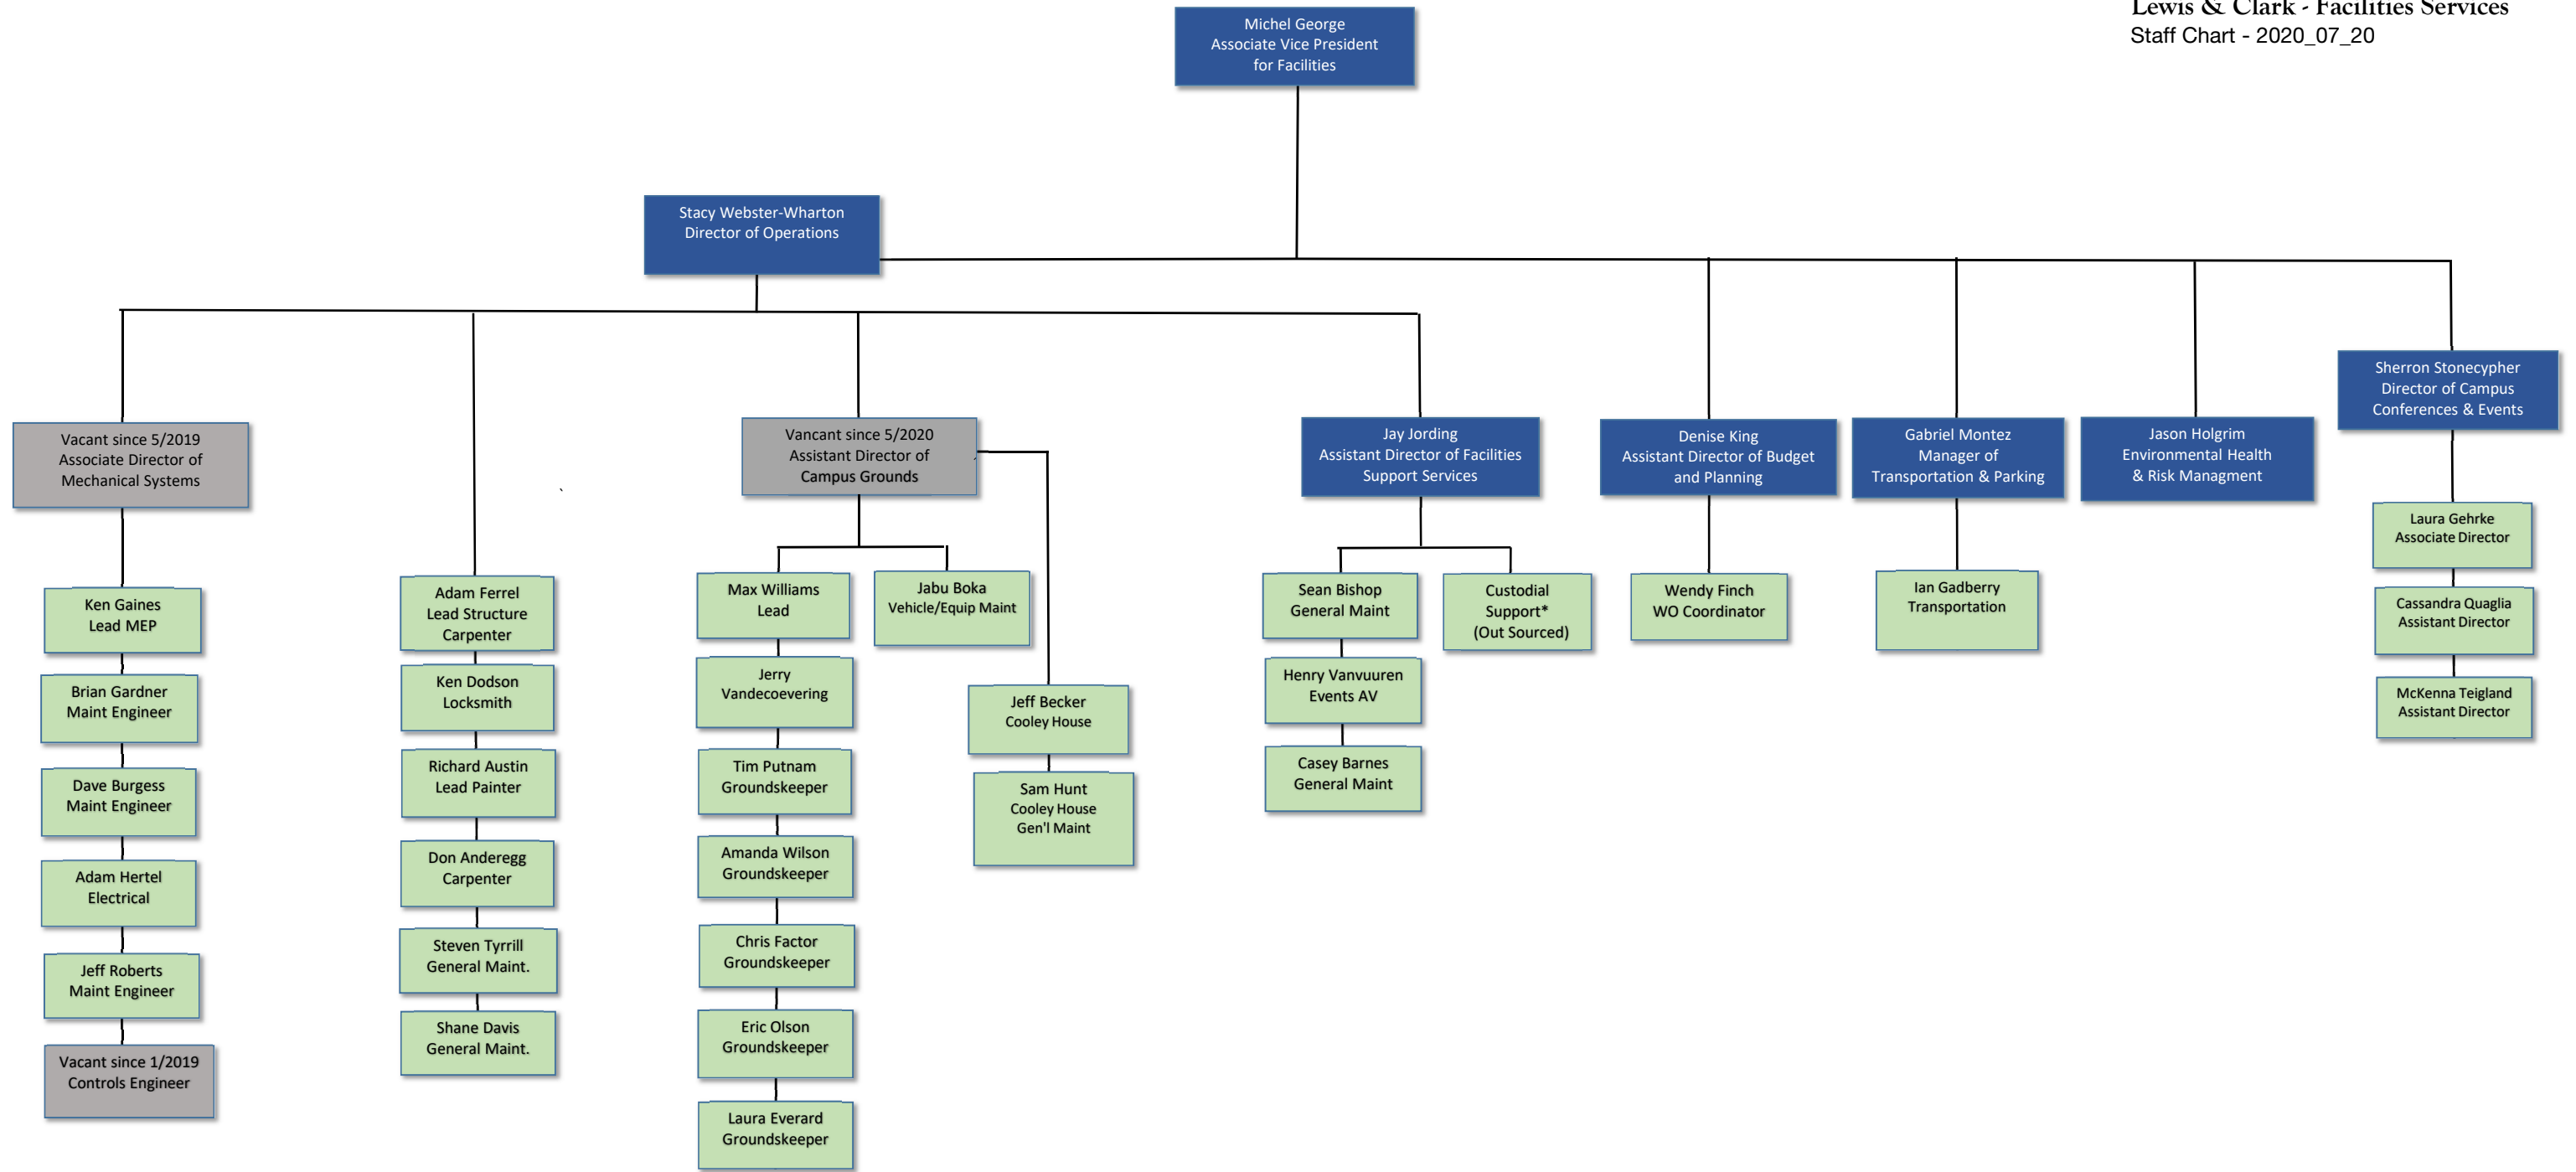 Lewis & Clark - Facilities Services
Staff Chart - 2020_07_20
Michel George
Associate Vice President
for Facilities
Stacy Webster-Wharton
Director of Operations
Vacant since 5/2019
Associate Director of
Mechanical Systems
Ken Gaines
Lead MEP
Brian Gardner
Maint Engineer
Dave Burgess
Maint Engineer
Adam Hertel
Electrical
Jeff Roberts
Maint Engineer
Vacant since 1/2019
Controls Engineer
Adam Ferrel
Lead Structure
Carpenter
Ken Dodson
Locksmith
Richard Austin
Lead Painter
Don Anderegg
Carpenter
Steven Tyrrill
General Maint.
Shane Davis
General Maint.
Vancant since 5/2020
Assistant Director of
Campus Grounds
Max Williams
Lead
Jerry
Vandecoevering
Tim Putnam
Groundskeeper
Amanda Wilson
Groundskeeper
Chris Factor
Groundskeeper
Eric Olson
Groundskeeper
Laura Everard
Groundskeeper
Jabu Boka
Vehicle/Equip Maint
Jeff Becker
Cooley House
Sam Hunt
Cooley House
Gen'l Maint
Jay Jording
Assistant Director of Facilities
Support Services
Sean Bishop
General Maint
Henry Vanvuuren
Events AV
Casey Barnes
General Maint
Custodial
Support*
(Out Sourced)
Denise King
Assistant Director of Budget
and Planning
Wendy Finch
WO Coordinator
Gabriel Montez
Manager of
Transportation & Parking
Ian Gadberry
Transportation
Jason Holgrim
Environmental Health
& Risk Managment
Sherron Stonecypher
Director of Campus
Conferences & Events
Laura Gehrke
Associate Director
Cassandra Quaglia
Assistant Director
McKenna Teigland
Assistant Director